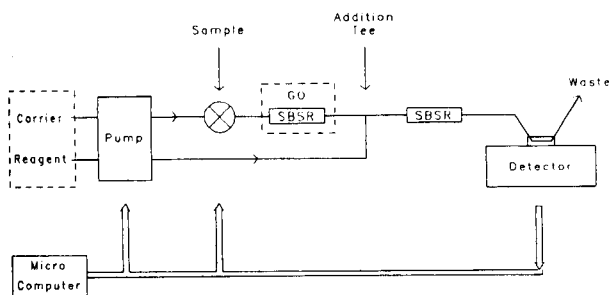 Sample
Addition
Tee
Waste
Carrier
Reagent
Pump
GO
SBSR
SBSR
Detector
Micro
Computer